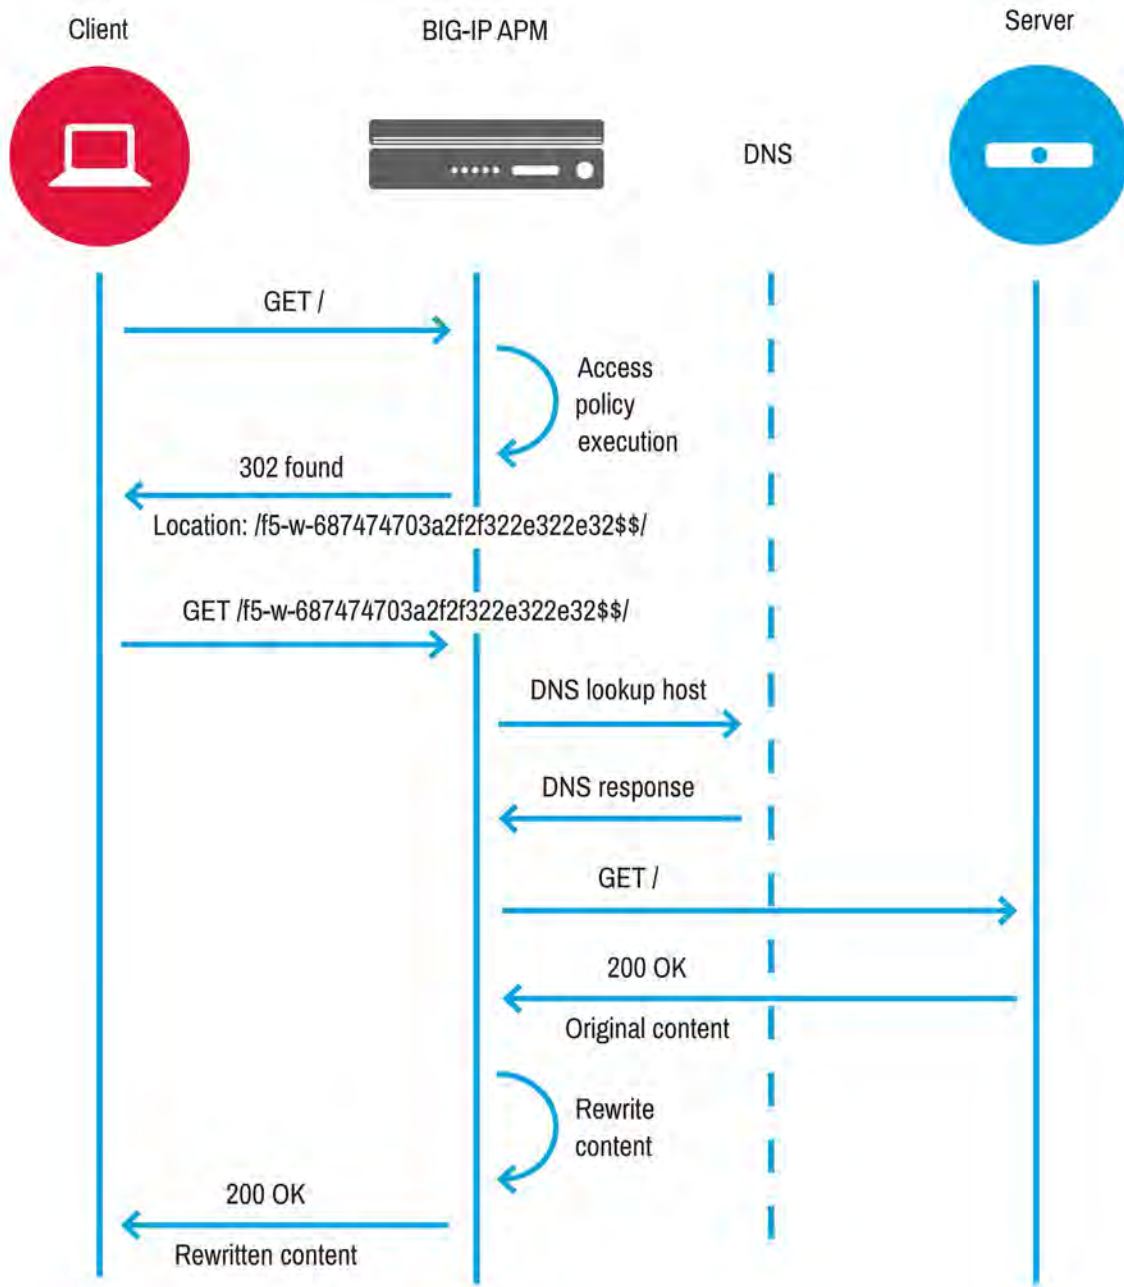 Client
BIG-IP APM
Server
DNS
GET /
Access
policy
execution
302 found
Location: /f5-w-687474703a2f2f322e322e32$$/
GET /f5-w-687474703a2f2f322e322e32$$/
DNS lookup host
DNS response
GET /
200 OK
Original content
Rewrite
content
200 OK
Rewritten content